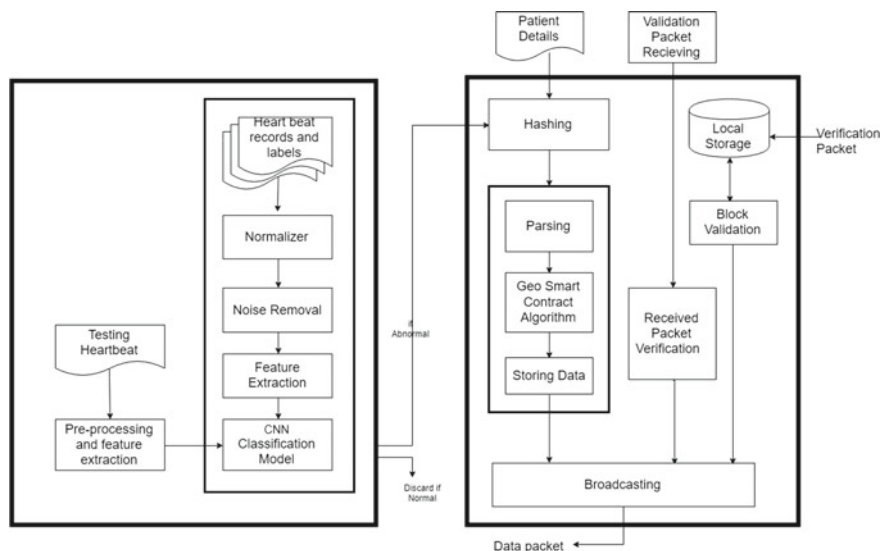 Patient
Details
Validation
Packet
Recieving
Heart beat
records and
labels
Hashing
Local
Storage
Verification
Packet
Normalizer
Parsing
Block
Validation
Noise Removal
Geo Smart
Contract
Algorithm
Received
Packet
Verification
if
Abnormal
Testing
Heartbeat
Feature
Extraction
Storing Data
Pre-processing
and feature
extraction
CNN
Classification
Model
Discard if
Normal
Broadcasting
Data packet